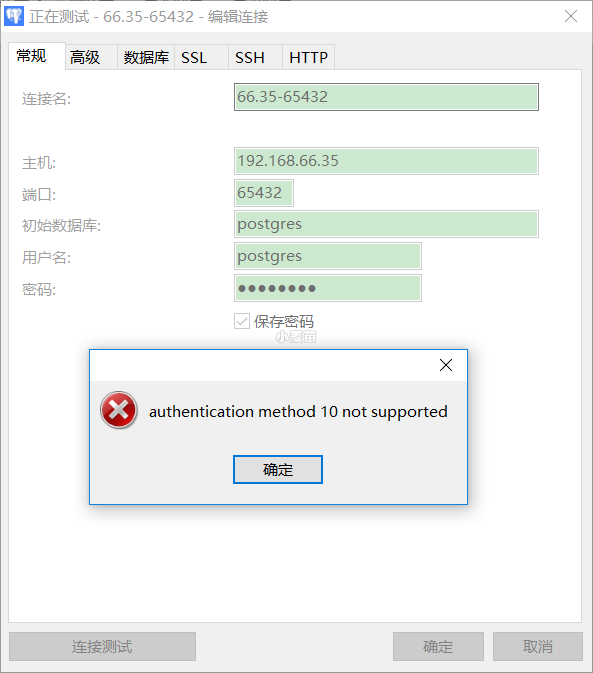 正在测试 - 66.35-65432 - 编辑连接
常规 高级 数据库 SSL SSH HTTP
连接名: 66.35-65432
主机: 192.168.66.35
端口: 65432
初始数据库: postgres
用户名: postgres
密码: ●●●●●●●●
保存密码
authentication method 10 not supported
确定
连接测试 确定 取消